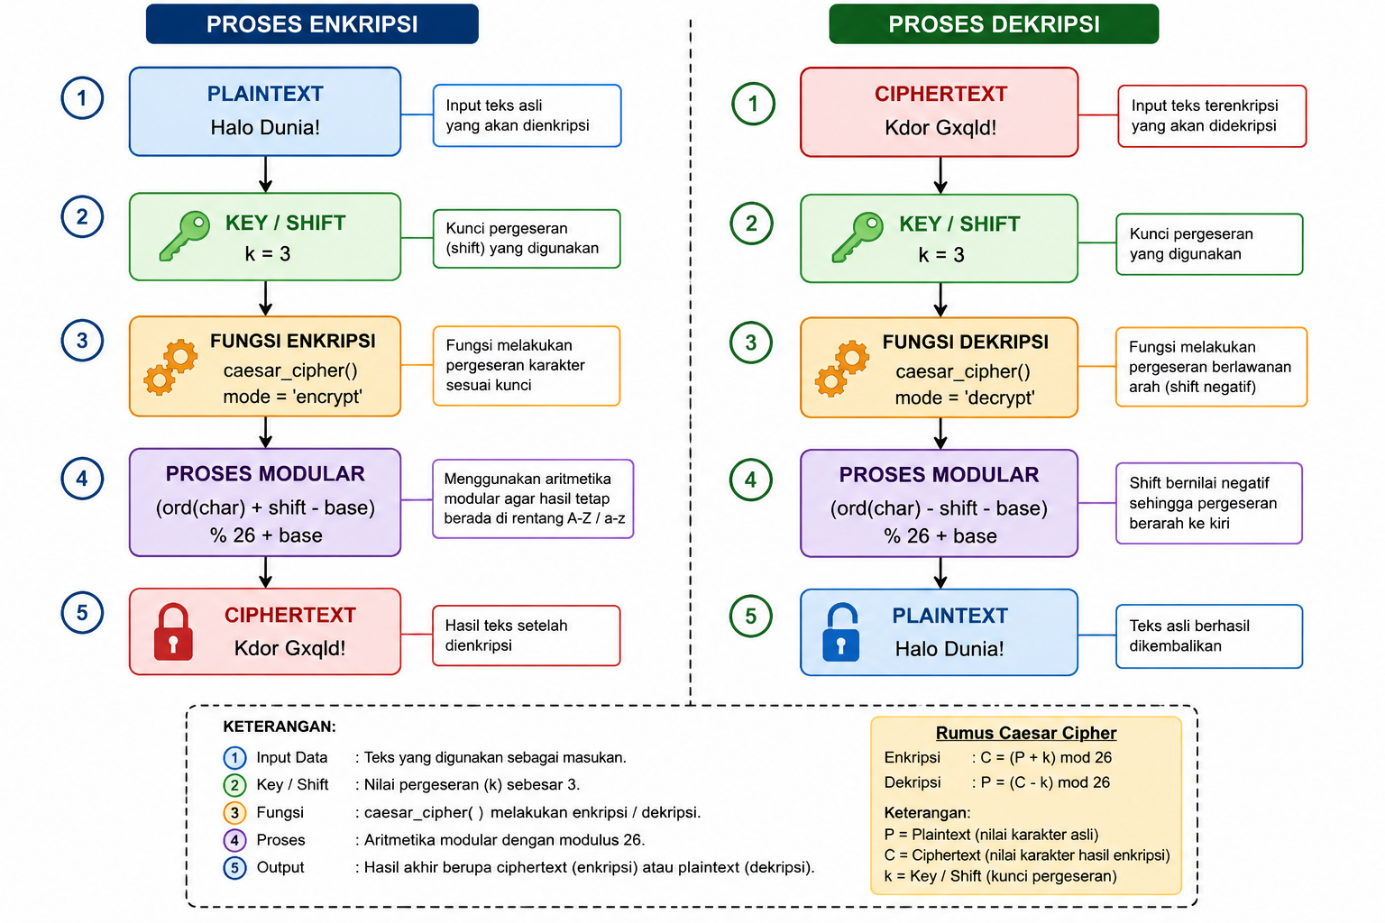 PROSES ENKRIPSI
1
PLAINTEXT
Halo Dunia!
Input teks asli
yang akan dienkripsi
2
KEY / SHIFT
k = 3
Kunci pergeseran
(shift) yang digunakan
3
FUNGSI ENKRIPSI
caesar_cipher()
mode = 'encrypt'
Fungsi melakukan
pergeseran karakter
sesuai kunci
4
PROSES MODULAR
(ord(char) + shift - base)
% 26 + base
Menggunakan aritmetika
modular agar hasil tetap
berada di rentang A-Z / a-z
5
CIPHERTEXT
Kdor Gxqld!
Hasil teks setelah
dienkripsi
PROSES DEKRIPSI
1
CIPHERTEXT
Kdor Gxqld!
Input teks terenkripsi
yang akan didekripsi
2
KEY / SHIFT
k = 3
Kunci pergeseran
yang digunakan
3
FUNGSI DEKRIPSI
caesar_cipher()
mode = 'decrypt'
Fungsi melakukan
pergeseran berlawanan
arah (shift negatif)
4
PROSES MODULAR
(ord(char) - shift - base)
% 26 + base
Shift bernilai negatif
sehingga pergeseran
berarah ke kiri
5
PLAINTEXT
Halo Dunia!
Teks asli berhasil
dikembalikan
KETERANGAN:
1 Input Data : Teks yang digunakan sebagai masukan.
2 Key / Shift : Nilai pergeseran (k) sebesar 3.
3 Fungsi : caesar_cipher( ) melakukan enkripsi / dekripsi.
4 Proses : Aritmetika modular dengan modulus 26.
5 Output : Hasil akhir berupa ciphertext (enkripsi) atau plaintext (dekripsi).
Rumus Caesar Cipher
Enkripsi : C = (P + k) mod 26
Dekripsi : P = (C - k) mod 26
Keterangan:
P = Plaintext (nilai karakter asli)
C = Ciphertext (nilai karakter hasil enkripsi)
k = Key / Shift (kunci pergeseran)